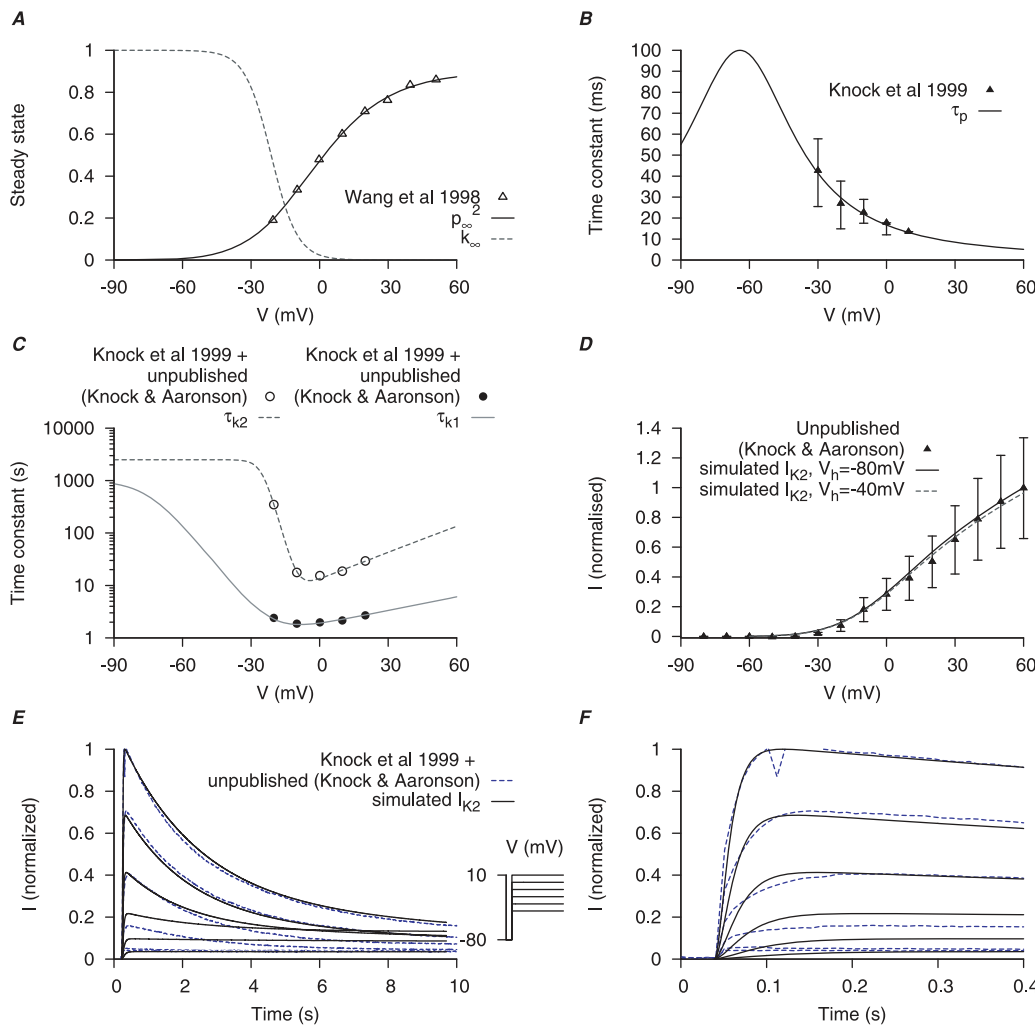 A
Steady state
1
0.8
0.6
0.4
0.2
0
Wang et al 1998
p∞²
k∞
-90 -60 -30 0 30 60
V (mV)
B
Time constant (ms)
100
90
80
70
60
50
40
30
20
10
0
Knock et al 1999
τp
-90 -60 -30 0 30 60
V (mV)
C
Knock et al 1999 +
unpublished
(Knock & Aaronson)
τk2
Knock et al 1999 +
unpublished
(Knock & Aaronson)
τk1
Time constant (s)
10000
1000
100
10
1
-90 -60 -30 0 30 60
V (mV)
D
I (normalised)
1.4
1.2
1
0.8
0.6
0.4
0.2
0
Unpublished
(Knock & Aaronson)
simulated IK2, Vh=-80mV
simulated IK2, Vh=-40mV
-90 -60 -30 0 30 60
V (mV)
E
I (normalized)
1
0.8
0.6
0.4
0.2
0
Knock et al 1999 +
unpublished (Knock & Aaronson)
simulated IK2
0 2 4 6 8 10
Time (s)
V (mV)
10
-80
F
I (normalized)
1
0.8
0.6
0.4
0.2
0
0 0.1 0.2 0.3 0.4
Time (s)